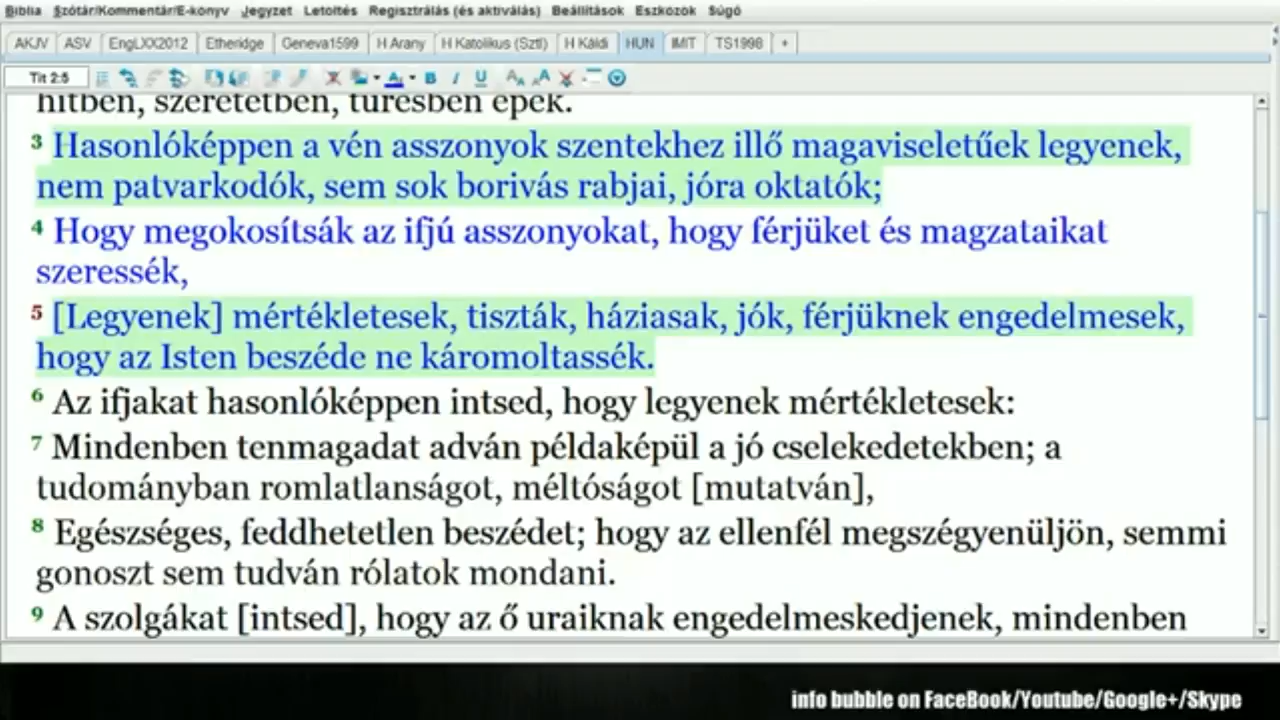 Biblia Szótár/Kommentár/E-könyv Jegyzet Letoltés Regisztrálás (és aktiválás) Beállítások Eszközök Súgó
AKJV ASV EnglXX2012 Etheridge Geneva1599 H Arany H Katolikus (Sztl) H Káldi HUN IMIT TS1998 +
Tit 2:5
hitben, szeretetben, tűrésben épek.
3 Hasonlóképpen a vén asszonyok szentekhez illő magaviseletűek legyenek,
nem patvarkodók, sem sok borivás rabjai, jóra oktatók;
4 Hogy megokosítsák az ifjú asszonyokat, hogy férjüket és magzataikat
szeressék,
5 [Legyenek] mértékletesek, tiszták, háziasak, jók, férjüknek engedelmesek,
hogy az Isten beszéde ne káromoltassék.
6 Az ifjakat hasonlóképpen intsed, hogy legyenek mértékletesek:
7 Mindenben tenmagadat adván példaképül a jó cselekedetekben; a
tudományban romlatlanságot, méltóságot [mutatván],
8 Egészséges, feddhetetlen beszédet; hogy az ellenfél megszégyenüljön, semmi
gonoszt sem tudván rólatok mondani.
9 A szolgákat [intsed], hogy az ő uraiknak engedelmeskedjenek, mindenben
info bubble on FaceBook/Youtube/Google+/Skype